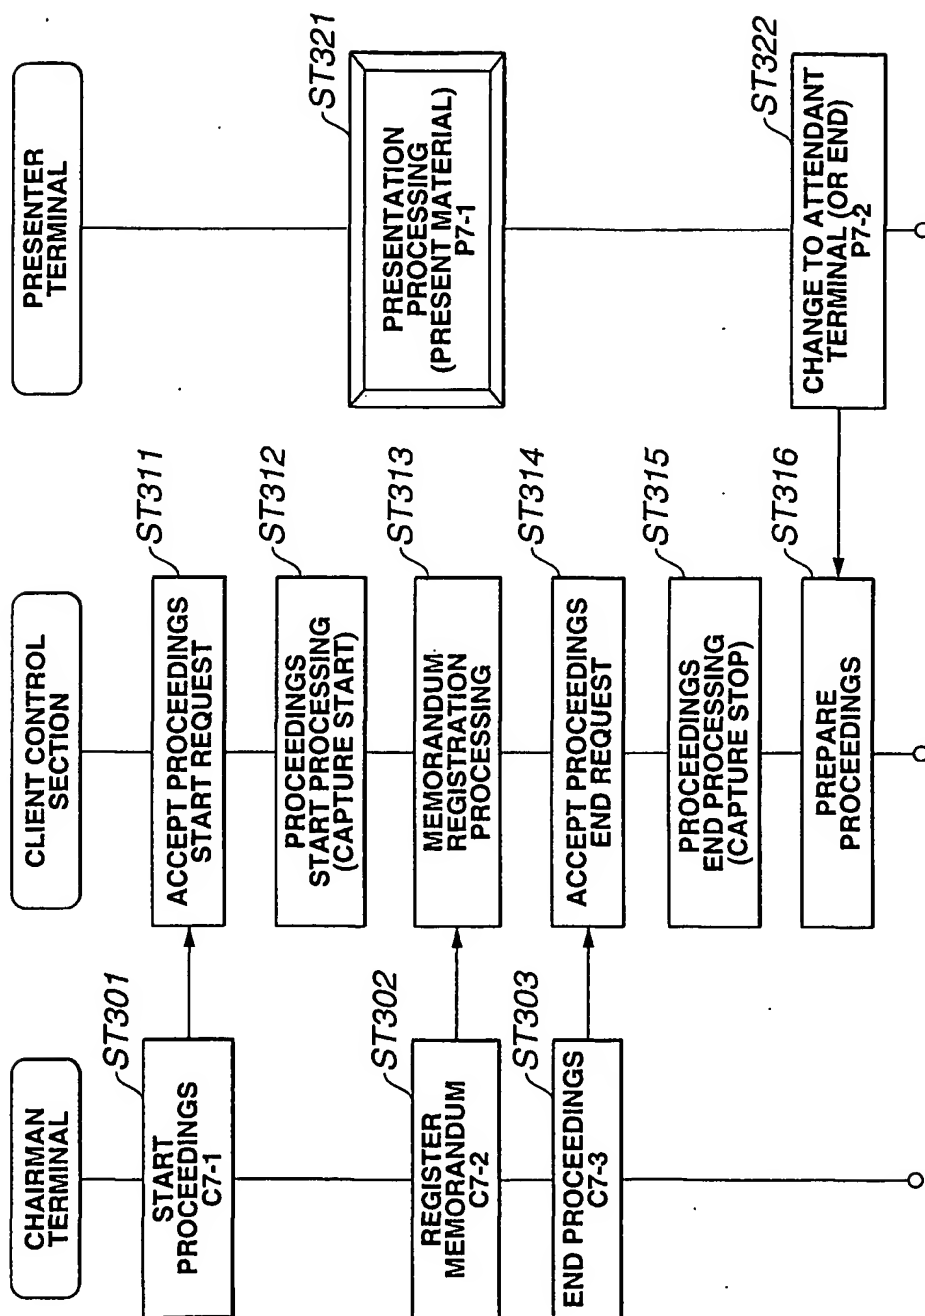 CHAIRMAN
TERMINAL
ST301
START
PROCEEDINGS
C7-1
ST302
REGISTER
MEMORANDUM
C7-2
ST303
END PROCEEDINGS
C7-3
CLIENT CONTROL
SECTION
ST311
ACCEPT PROCEEDINGS
START REQUEST
ST312
PROCEEDINGS
START PROCESSING
(CAPTURE START)
ST313
MEMORANDUM
REGISTRATION
PROCESSING
ST314
ACCEPT PROCEEDINGS
END REQUEST
ST315
PROCEEDINGS
END PROCESSING
(CAPTURE STOP)
ST316
PREPARE
PROCEEDINGS
PRESENTER
TERMINAL
ST321
PRESENTATION
PROCESSING
(PRESENT MATERIAL)
P7-1
ST322
CHANGE TO ATTENDANT
TERMINAL (OR END)
P7-2